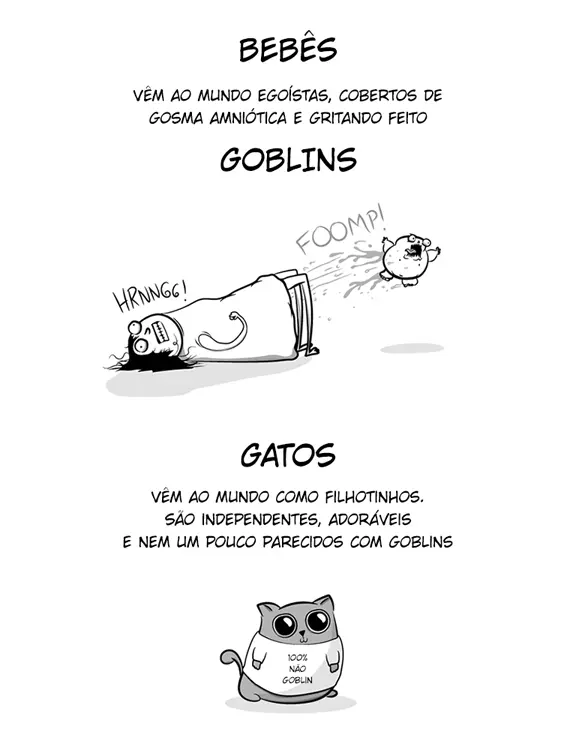 BEBÊS
VÊM AO MUNDO EGOÍSTAS, COBERTOS DE
GOSMA AMNIÓTICA E GRITANDO FEITO
GOBLINS
FOOMP!
HRNNGG!
GATOS
VÊM AO MUNDO COMO FILHOTINHOS.
SÃO INDEPENDENTES, ADORÁVEIS
E NEM UM POUCO PARECIDOS COM GOBLINS
100%
NÃO
GOBLIN